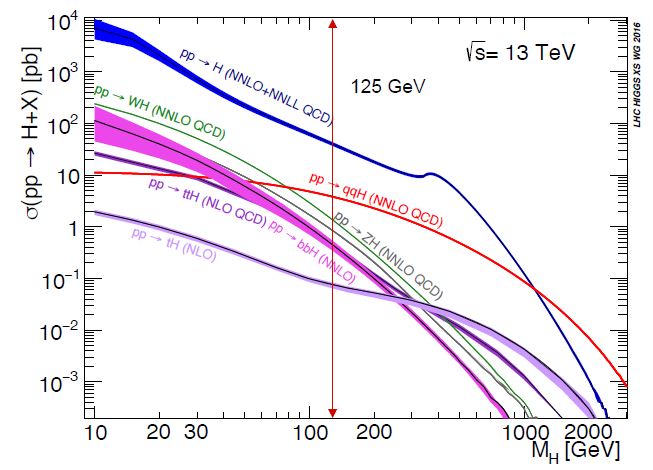 σ(pp → H+X) [pb]
10⁴
10³
10²
10
1
10⁻¹
10⁻²
10⁻³
√s= 13 TeV
125 GeV
pp → H (NNLO+NNLL QCD)
pp → WH (NNLO QCD)
pp → qqH (NNLO QCD)
pp → ttH (NLO QCD)
pp → ZH (NNLO QCD)
pp → bbH (NNLO)
pp → tH (NLO)
10 20 30 100 200 1000 2000
M_H [GeV]
LHC HIGGS XS WG 2016